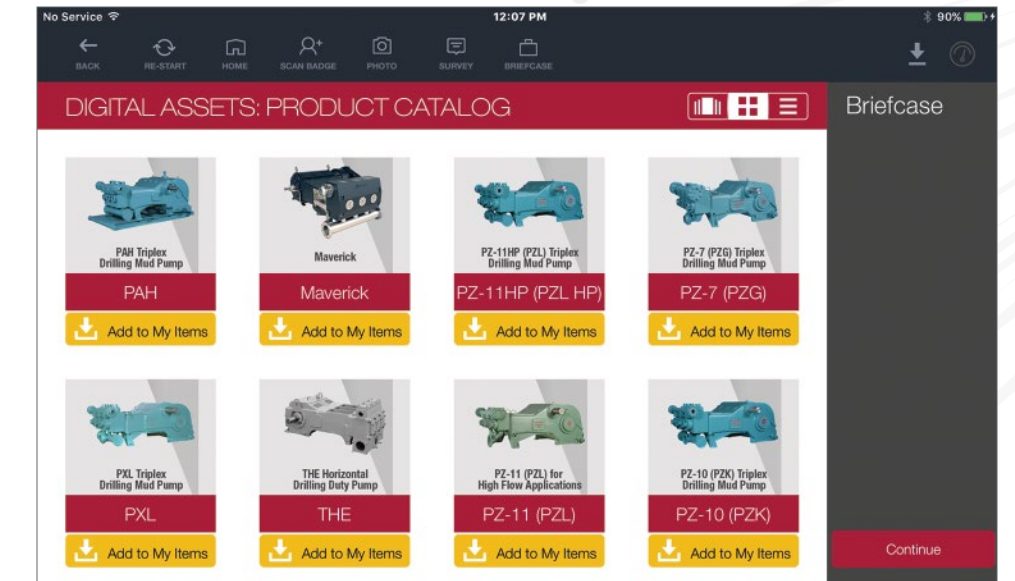 No Service
12:07 PM
90%
BACK
RE-START
HOME
SCAN BADGE
PHOTO
SURVEY
BRIEFCASE
DIGITAL ASSETS: PRODUCT CATALOG
Briefcase
PAH Triplex
Drilling Mud Pump
PAH
Add to My Items
Maverick
Maverick
Add to My Items
PZ-11HP (PZL) Triplex
Drilling Mud Pump
PZ-11HP (PZL HP)
Add to My Items
PZ-7 (PZG) Triplex
Drilling Mud Pump
PZ-7 (PZG)
Add to My Items
PXL Triplex
Drilling Mud Pump
PXL
Add to My Items
THE Horizontal
Drilling Duty Pump
THE
Add to My Items
PZ-11 (PZL) for
High Flow Applications
PZ-11 (PZL)
Add to My Items
PZ-10 (PZK) Triplex
Drilling Mud Pump
PZ-10 (PZK)
Add to My Items
Continue